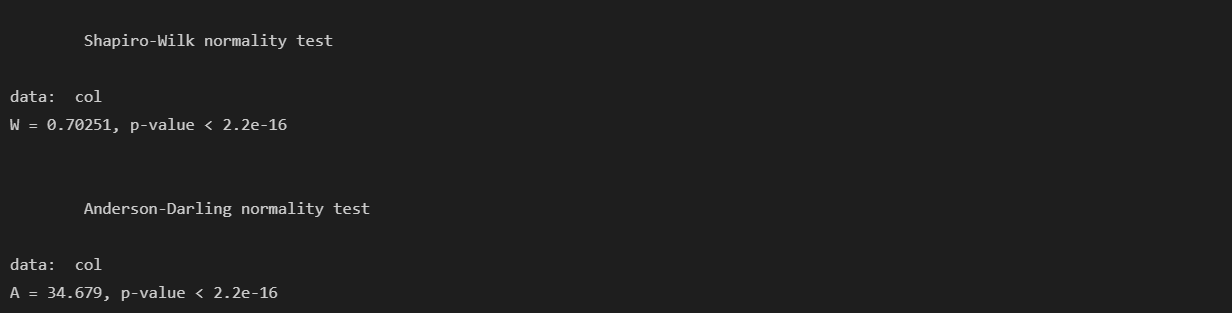 Shapiro-Wilk normality test
data:  col
W = 0.70251, p-value < 2.2e-16
Anderson-Darling normality test
data:  col
A = 34.679, p-value < 2.2e-16